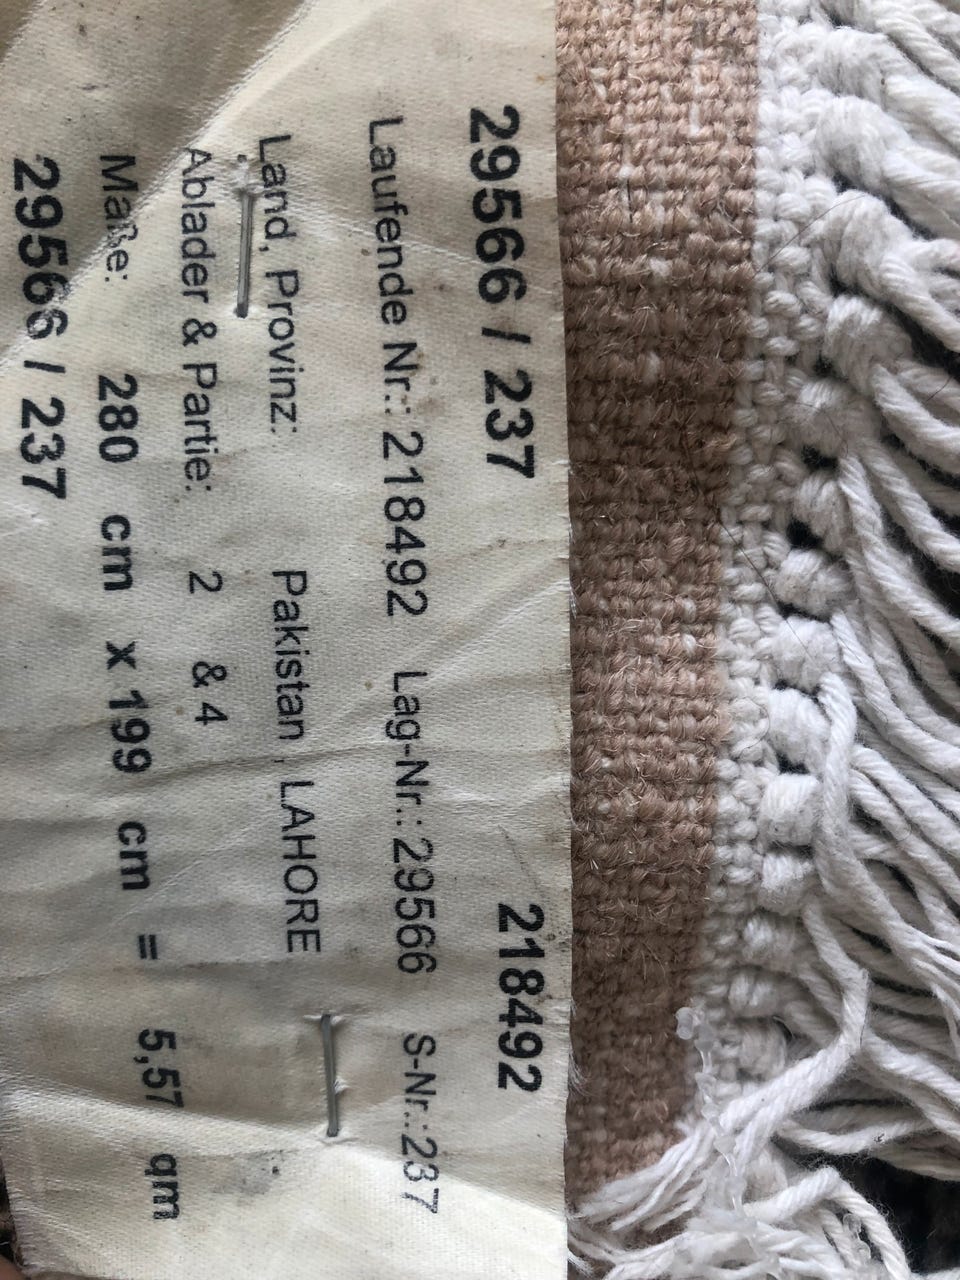 29566 / 237 218492
Laufende Nr.: 218492 Lag-Nr.: 29566 S-Nr.:237
Land, Provinz: Pakistan , LAHORE
Ablader & Partie: 2 & 4
Maße: 280 cm x 199 cm = 5,57 qm
29566 / 237